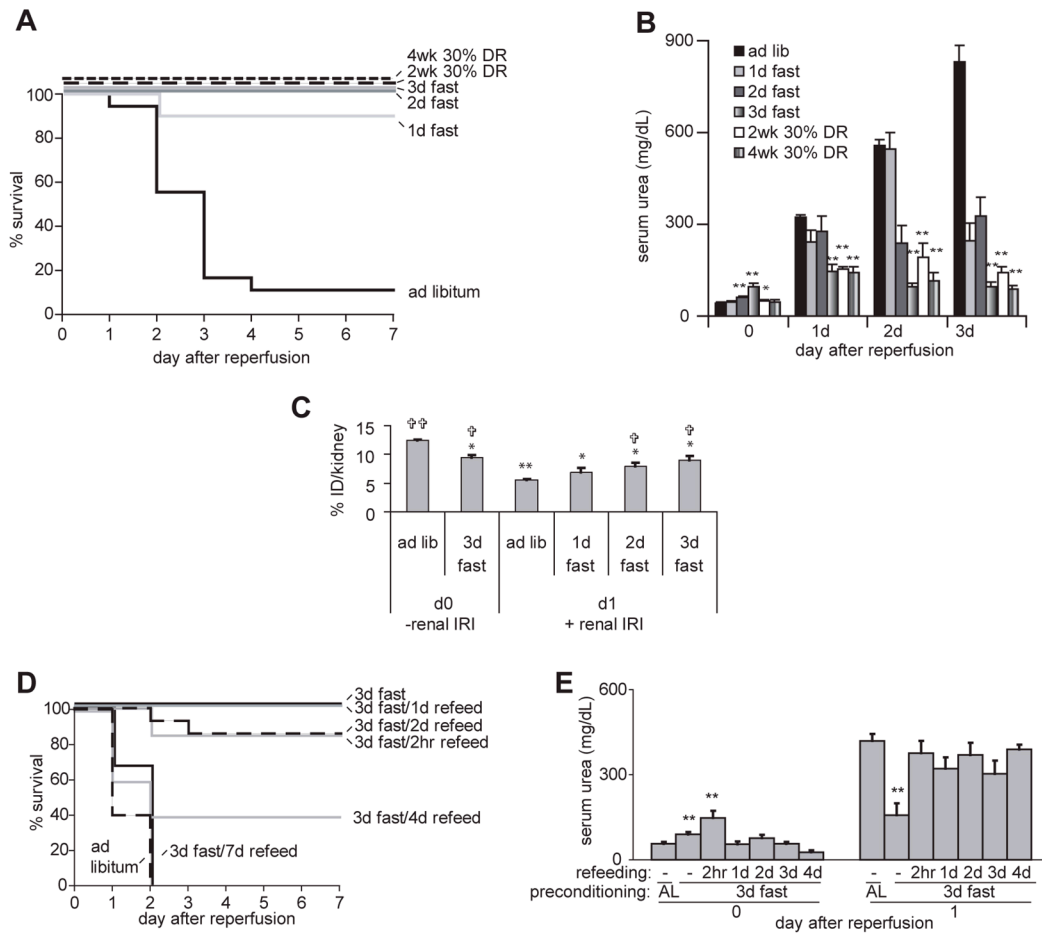 A
% survival
100
80
60
40
20
0
0 1 2 3 4 5 6 7
day after reperfusion
4wk 30% DR
2wk 30% DR
3d fast
2d fast
1d fast
ad libitum
B
serum urea (mg/dL)
900
600
300
0
ad lib
1d fast
2d fast
3d fast
2wk 30% DR
4wk 30% DR
** ** *
** ** **
** ** **
** ** **
0 1d 2d 3d
day after reperfusion
C
% ID/kidney
15
10
5
0
✞✞ ✞ * ** * ✞ * ✞ *
ad lib 3d fast ad lib 1d fast 2d fast 3d fast
d0 d1
-renal IRI + renal IRI
D
% survival
100
80
60
40
20
0
0 1 2 3 4 5 6 7
day after reperfusion
3d fast
3d fast/1d refeed
3d fast/2d refeed
3d fast/2hr refeed
3d fast/4d refeed
ad libitum
3d fast/7d refeed
E
serum urea (mg/dL)
600
300
0
** ** **
refeeding: - - 2hr 1d 2d 3d 4d - - 2hr 1d 2d 3d 4d
preconditioning: AL 3d fast AL 3d fast
0 1
day after reperfusion